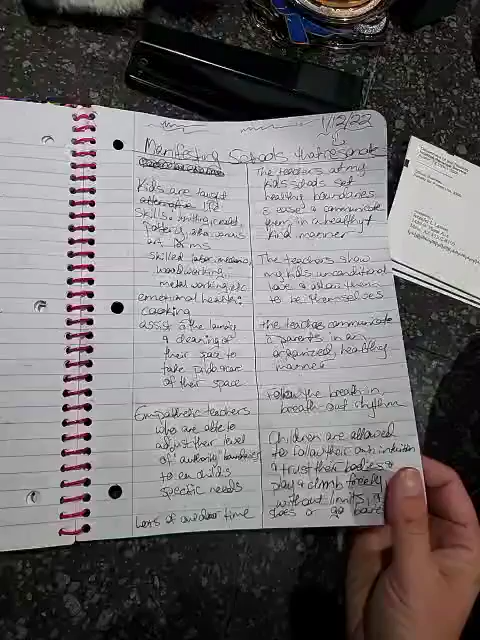 1/12/22
Manifesting Schools that resonate
Kids are taught
alternative life
skills = knitting,
pottery, various
art forms
skilled labor
woodworking,
metal working, etc
emotional health;
cooking
assist in the laundry
& cleaning of
their space to
take pride & care
of their space
Empathetic teachers
who are able to
adjust their level
of "authority" boundaries
to each child's
specific needs
Lots of outdoor time
The teachers at my
kids schools set
healthy boundaries
& communicate
them in a healthy &
kind manner
The teachers show
my kids unconditional
love & allow them
to be themselves
the teachers communicate
& parents in an
organized, healthy
manner
Follow the breath in,
breath out rhythm
Children are allowed
to follow their own intuition
& trust their bodies &
play & climb freely
without limits,
shoes or go bare